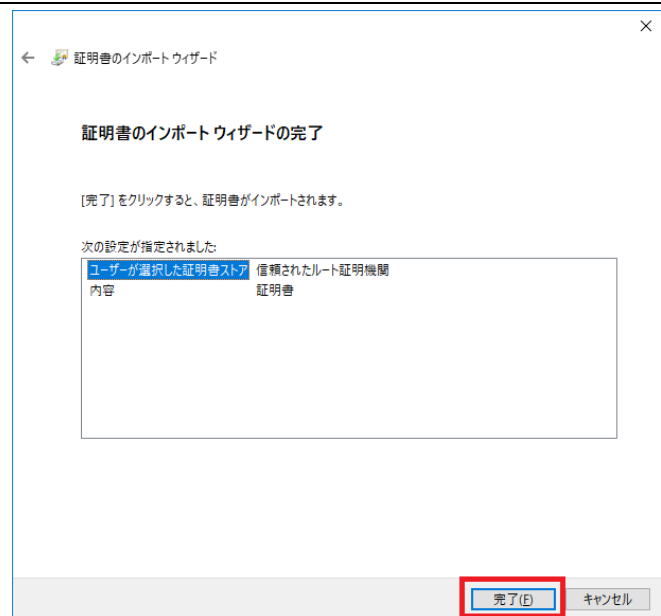 証明書のインポート ウィザード
証明書のインポート ウィザードの完了
[完了] をクリックすると、証明書がインポートされます。
次の設定が指定されました:
ユーザーが選択した証明書ストア 信頼されたルート証明機関
内容 証明書
完了(F) キャンセル